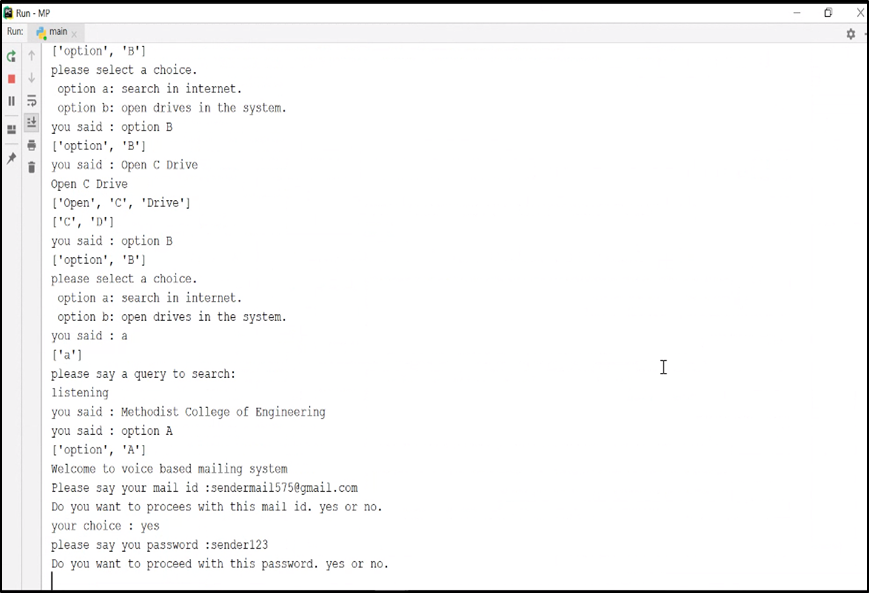 Run - MP
Run: main
['option', 'B']
please select a choice.
option a: search in internet.
option b: open drives in the system.
you said : option B
['option', 'B']
you said : Open C Drive
Open C Drive
['Open', 'C', 'Drive']
['C', 'D']
you said : option B
['option', 'B']
please select a choice.
option a: search in internet.
option b: open drives in the system.
you said : a
['a']
please say a query to search:
listening
you said : Methodist College of Engineering
you said : option A
['option', 'A']
Welcome to voice based mailing system
Please say your mail id :sendermail575@gmail.com
Do you want to procees with this mail id. yes or no.
your choice : yes
please say you password :sender123
Do you want to proceed with this password. yes or no.